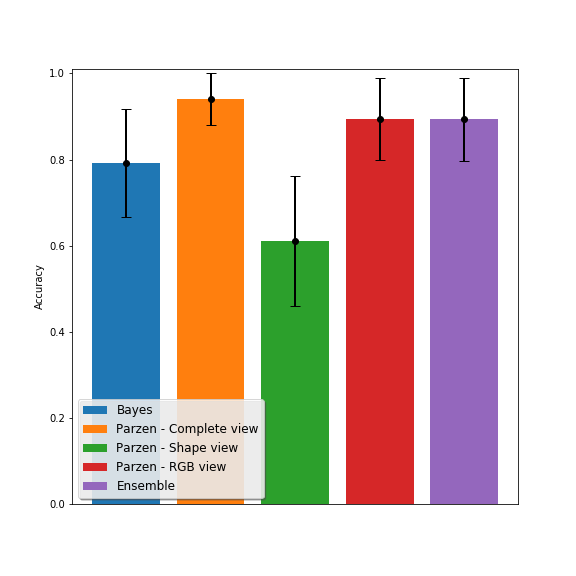 1.0
0.8
0.6
0.4
0.2
0.0
Accuracy
Bayes
Parzen - Complete view
Parzen - Shape view
Parzen - RGB view
Ensemble